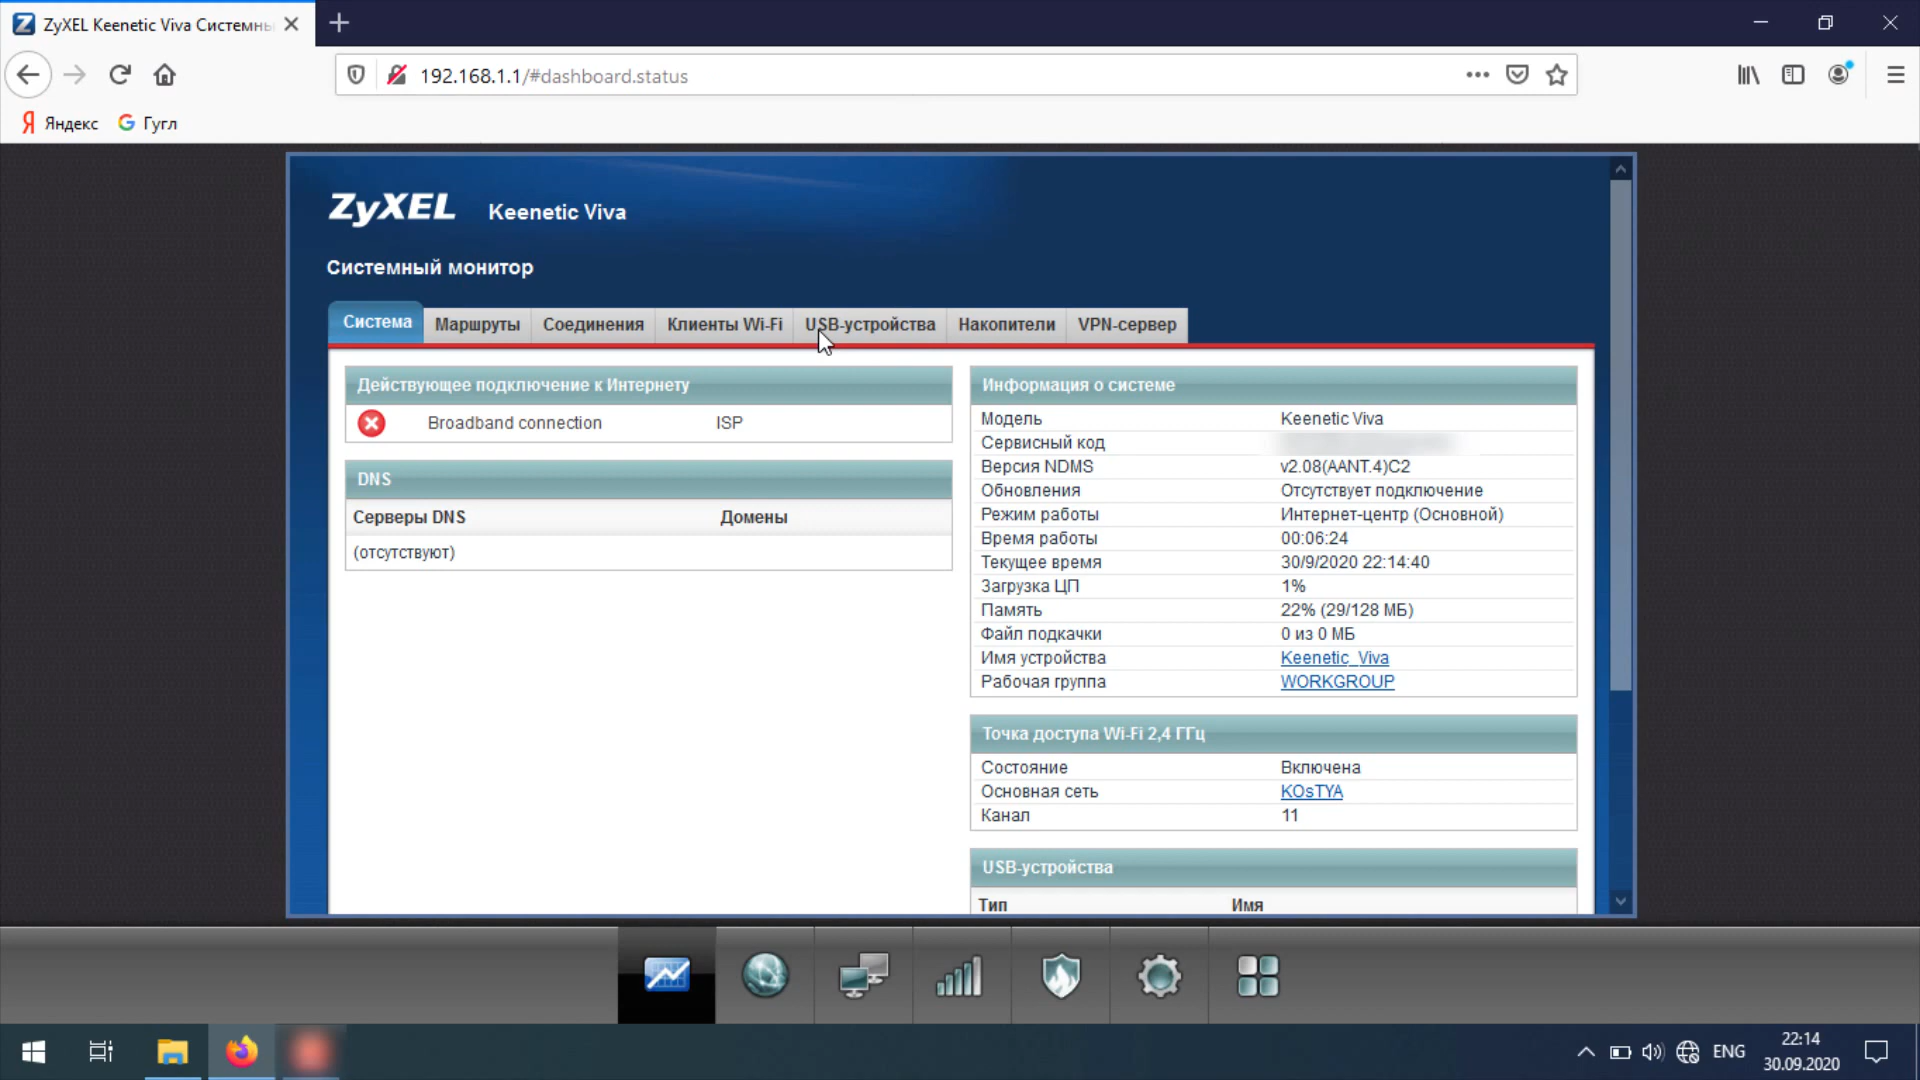 ZyXEL Keenetic Viva Системны
192.168.1.1/#dashboard.status
Яндекс Гугл
ZyXEL Keenetic Viva
Системный монитор
Система Маршруты Соединения Клиенты Wi-Fi USB-устройства Накопители VPN-сервер
Действующее подключение к Интернету
Broadband connection ISP
DNS
Серверы DNS Домены
(отсутствуют)
Информация о системе
Модель Keenetic Viva
Сервисный код
Версия NDMS v2.08(AANT.4)C2
Обновления Отсутствует подключение
Режим работы Интернет-центр (Основной)
Время работы 00:06:24
Текущее время 30/9/2020 22:14:40
Загрузка ЦП 1%
Память 22% (29/128 МБ)
Файл подкачки 0 из 0 МБ
Имя устройства Keenetic_Viva
Рабочая группа WORKGROUP
Точка доступа Wi-Fi 2,4 ГГц
Состояние Включена
Основная сеть KOsTYA
Канал 11
USB-устройства
Тип Имя
ENG
22:14
30.09.2020